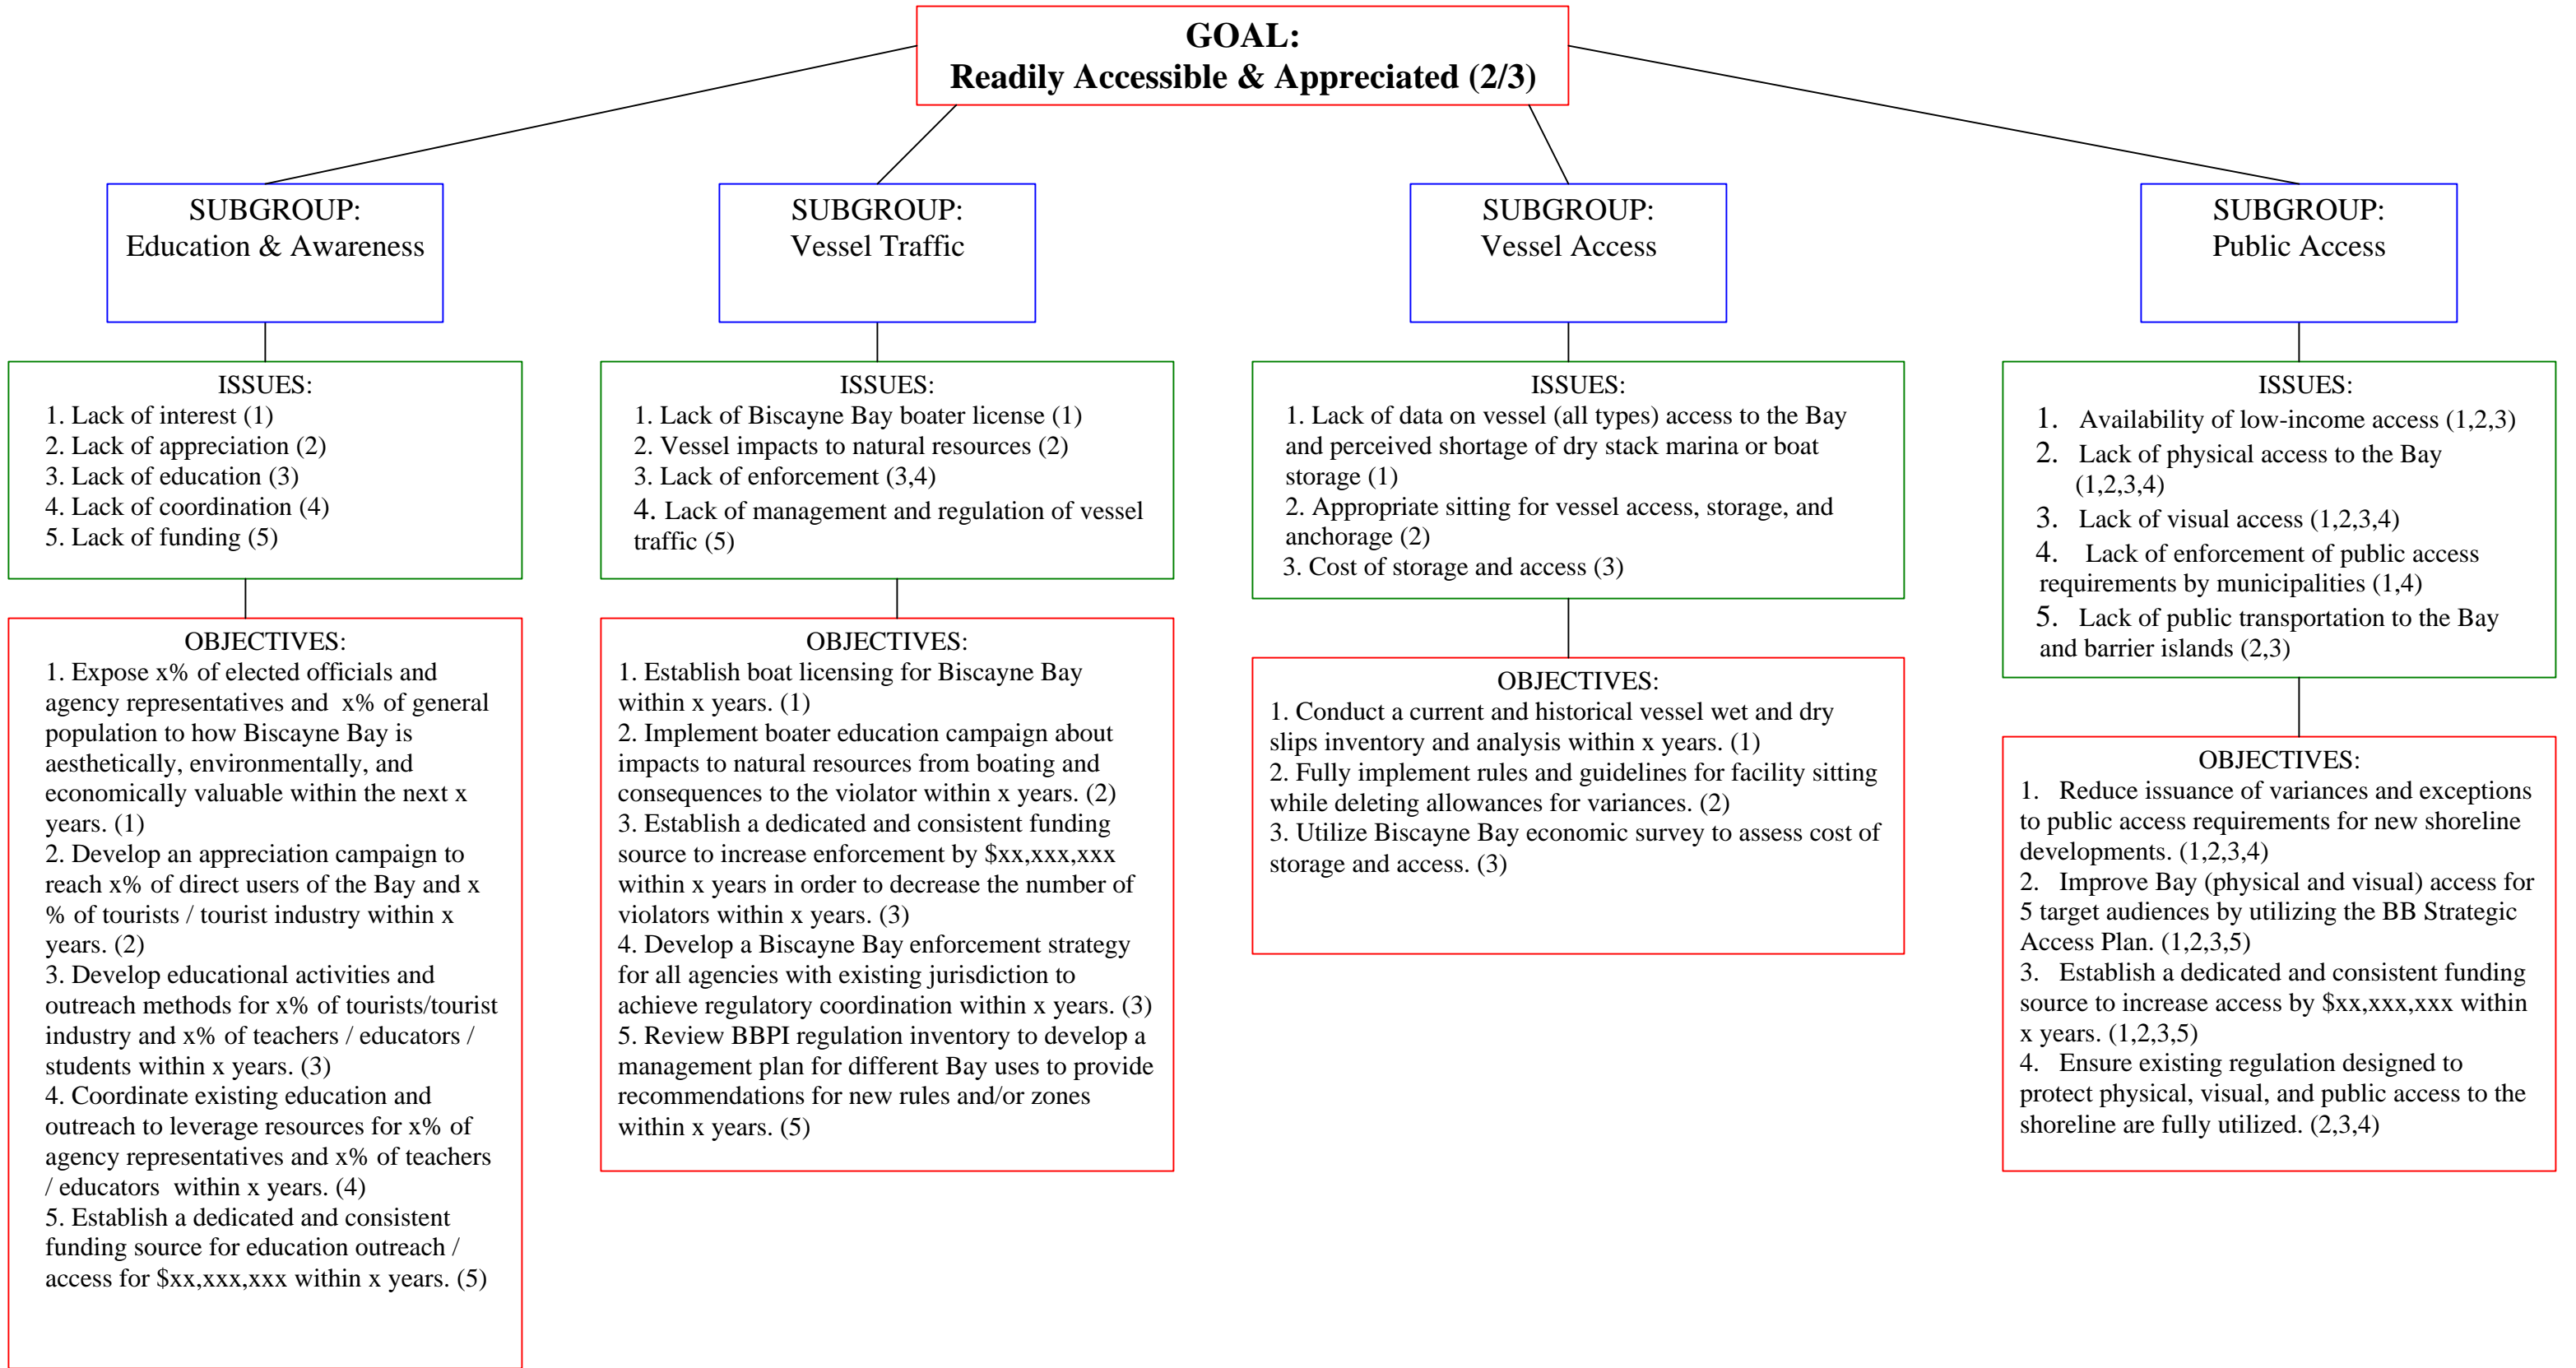 GOAL:
Readily Accessible & Appreciated (2/3)
SUBGROUP:
Education & Awareness
ISSUES:
1. Lack of interest (1)
2. Lack of appreciation (2)
3. Lack of education (3)
4. Lack of coordination (4)
5. Lack of funding (5)
OBJECTIVES:
1. Expose x% of elected officials and
agency representatives and  x% of general
population to how Biscayne Bay is
aesthetically, environmentally, and
economically valuable within the next x
years. (1)
2. Develop an appreciation campaign to
reach x% of direct users of the Bay and x
% of tourists / tourist industry within x
years. (2)
3. Develop educational activities and
outreach methods for x% of tourists/tourist
industry and x% of teachers / educators /
students within x years. (3)
4. Coordinate existing education and
outreach to leverage resources for x% of
agency representatives and x% of teachers
/ educators  within x years. (4)
5. Establish a dedicated and consistent
funding source for education outreach /
access for $xx,xxx,xxx within x years. (5)
SUBGROUP:
Vessel Traffic
ISSUES:
1. Lack of Biscayne Bay boater license (1)
2. Vessel impacts to natural resources (2)
3. Lack of enforcement (3,4)
4. Lack of management and regulation of vessel
traffic (5)
OBJECTIVES:
1. Establish boat licensing for Biscayne Bay
within x years. (1)
2. Implement boater education campaign about
impacts to natural resources from boating and
consequences to the violator within x years. (2)
3. Establish a dedicated and consistent funding
source to increase enforcement by $xx,xxx,xxx
within x years in order to decrease the number of
violators within x years. (3)
4. Develop a Biscayne Bay enforcement strategy
for all agencies with existing jurisdiction to
achieve regulatory coordination within x years. (3)
5. Review BBPI regulation inventory to develop a
management plan for different Bay uses to provide
recommendations for new rules and/or zones
within x years. (5)
SUBGROUP:
Vessel Access
ISSUES:
1. Lack of data on vessel (all types) access to the Bay
and perceived shortage of dry stack marina or boat
storage (1)
2. Appropriate sitting for vessel access, storage, and
anchorage (2)
3. Cost of storage and access (3)
OBJECTIVES:
1. Conduct a current and historical vessel wet and dry
slips inventory and analysis within x years. (1)
2. Fully implement rules and guidelines for facility sitting
while deleting allowances for variances. (2)
3. Utilize Biscayne Bay economic survey to assess cost of
storage and access. (3)
SUBGROUP:
Public Access
ISSUES:
1. Availability of low-income access (1,2,3)
2. Lack of physical access to the Bay
(1,2,3,4)
3. Lack of visual access (1,2,3,4)
4. Lack of enforcement of public access
requirements by municipalities (1,4)
5. Lack of public transportation to the Bay
and barrier islands (2,3)
OBJECTIVES:
1. Reduce issuance of variances and exceptions
to public access requirements for new shoreline
developments. (1,2,3,4)
2. Improve Bay (physical and visual) access for
5 target audiences by utilizing the BB Strategic
Access Plan. (1,2,3,5)
3. Establish a dedicated and consistent funding
source to increase access by $xx,xxx,xxx within
x years. (1,2,3,5)
4. Ensure existing regulation designed to
protect physical, visual, and public access to the
shoreline are fully utilized. (2,3,4)